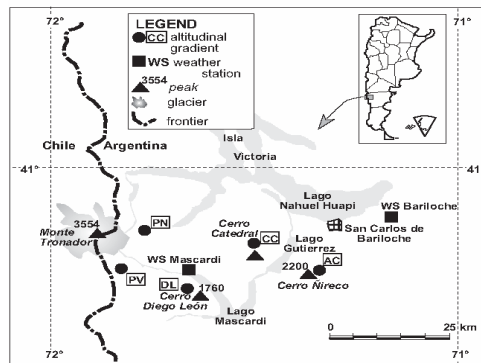 72°
71°
LEGEND
CC altitudinal
gradient
WS weather
station
3554
peak
glacier
frontier
Chile Argentina
Isla
Victoria
41°
41°
Lago
Nahuel Huapi
WS Bariloche
San Carlos de
Bariloche
3554
Monte
Tronador
PN
Cerro
Catedral
CC
Lago
Gutierrez
WS Mascardi
PV
DL
1760
Cerro
Diego León
2200
AC
Cerro Ñireco
Lago
Mascardi
0
25
km
72°
71°